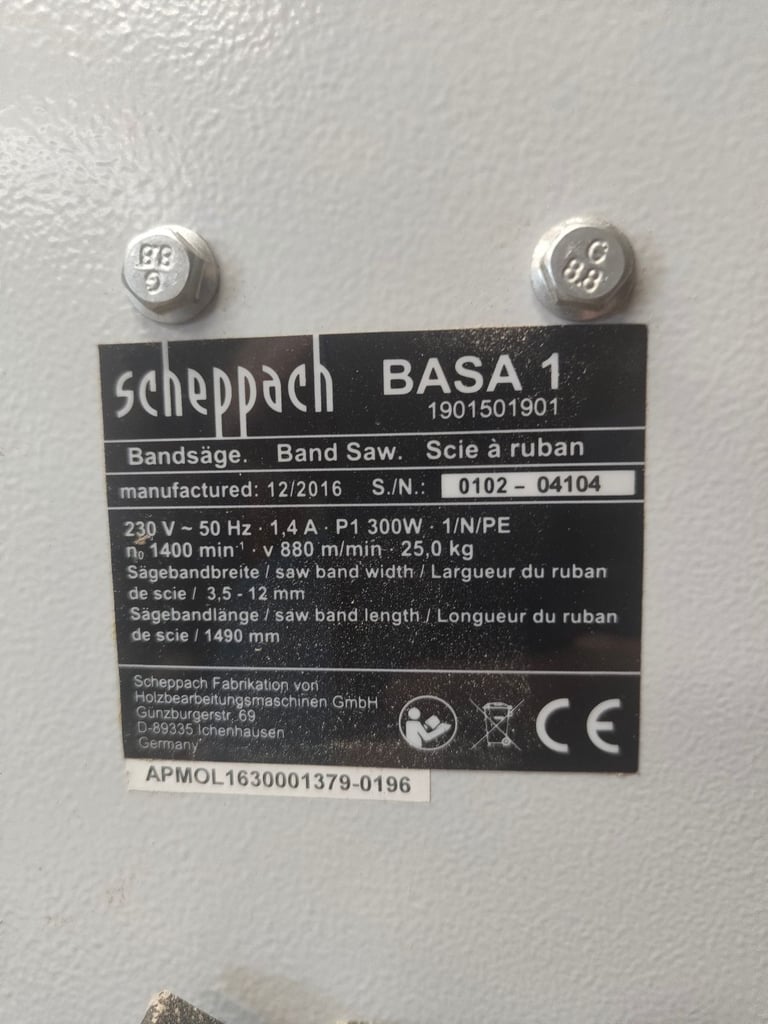 8.8
C
C
8.8
scheppach BASA 1
1901501901
Bandsäge. Band Saw. Scie à ruban
manufactured: 12/2016 S./N.: 0102 - 04104
230 V ~ 50 Hz · 1,4 A · P1 300W · 1/N/PE
n₀ 1400 min⁻¹ · v 880 m/min · 25,0 kg
Sägebandbreite / saw band width / Largueur du ruban
de scie / 3,5 - 12 mm
Sägebandlänge / saw band length / Longueur du ruban
de scie / 1490 mm
Scheppach Fabrikation von
Holzbearbeitungsmaschinen GmbH
Günzburgerstr. 69
D-89335 Ichenhausen
Germany
CE
APMOL1630001379-0196